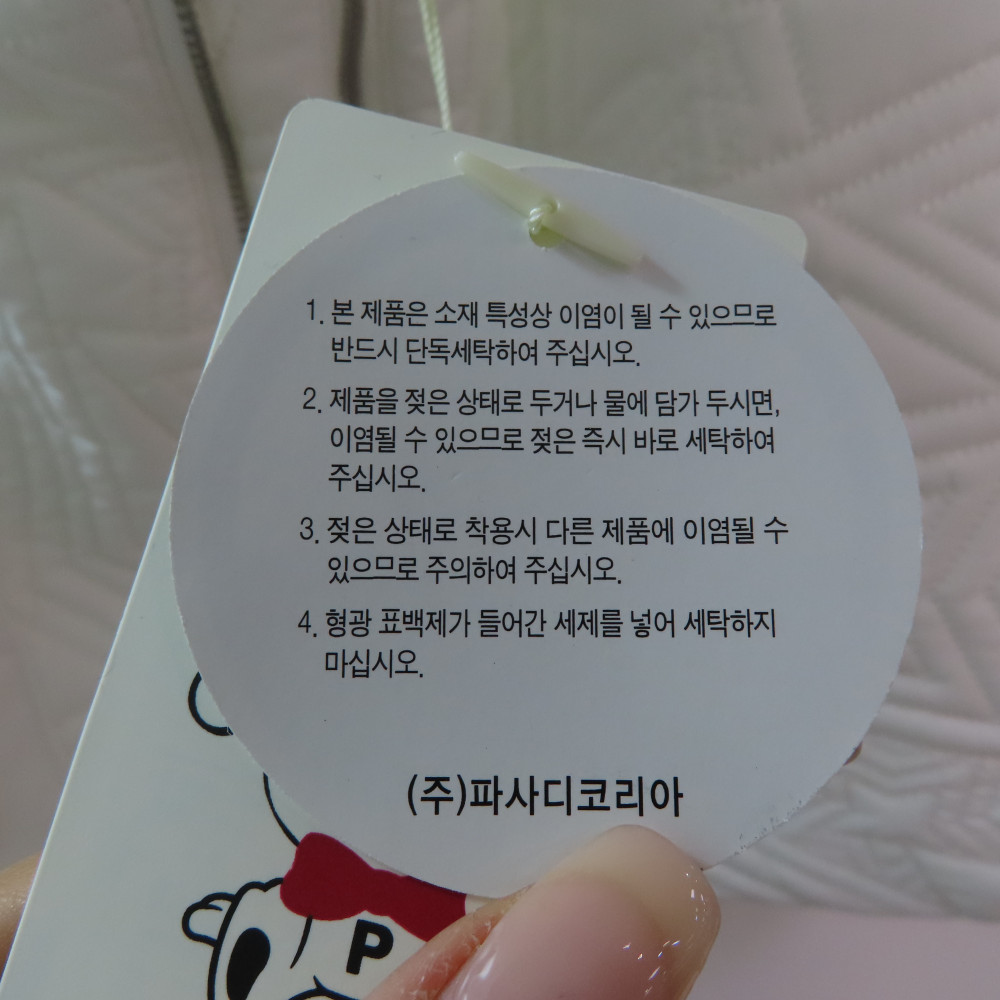 1. 본 제품은 소재 특성상 이염이 될 수 있으므로
반드시 단독세탁하여 주십시오.
2. 제품을 젖은 상태로 두거나 물에 담가 두시면,
이염될 수 있으므로 젖은 즉시 바로 세탁하여
주십시오.
3. 젖은 상태로 착용시 다른 제품에 이염될 수
있으므로 주의하여 주십시오.
4. 형광 표백제가 들어간 세제를 넣어 세탁하지
마십시오.
(주)파사디코리아
P